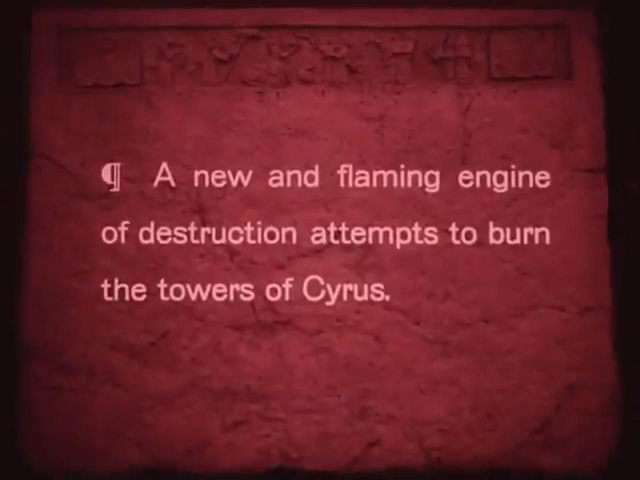 ¶ A new and flaming engine
of destruction attempts to burn
the towers of Cyrus.